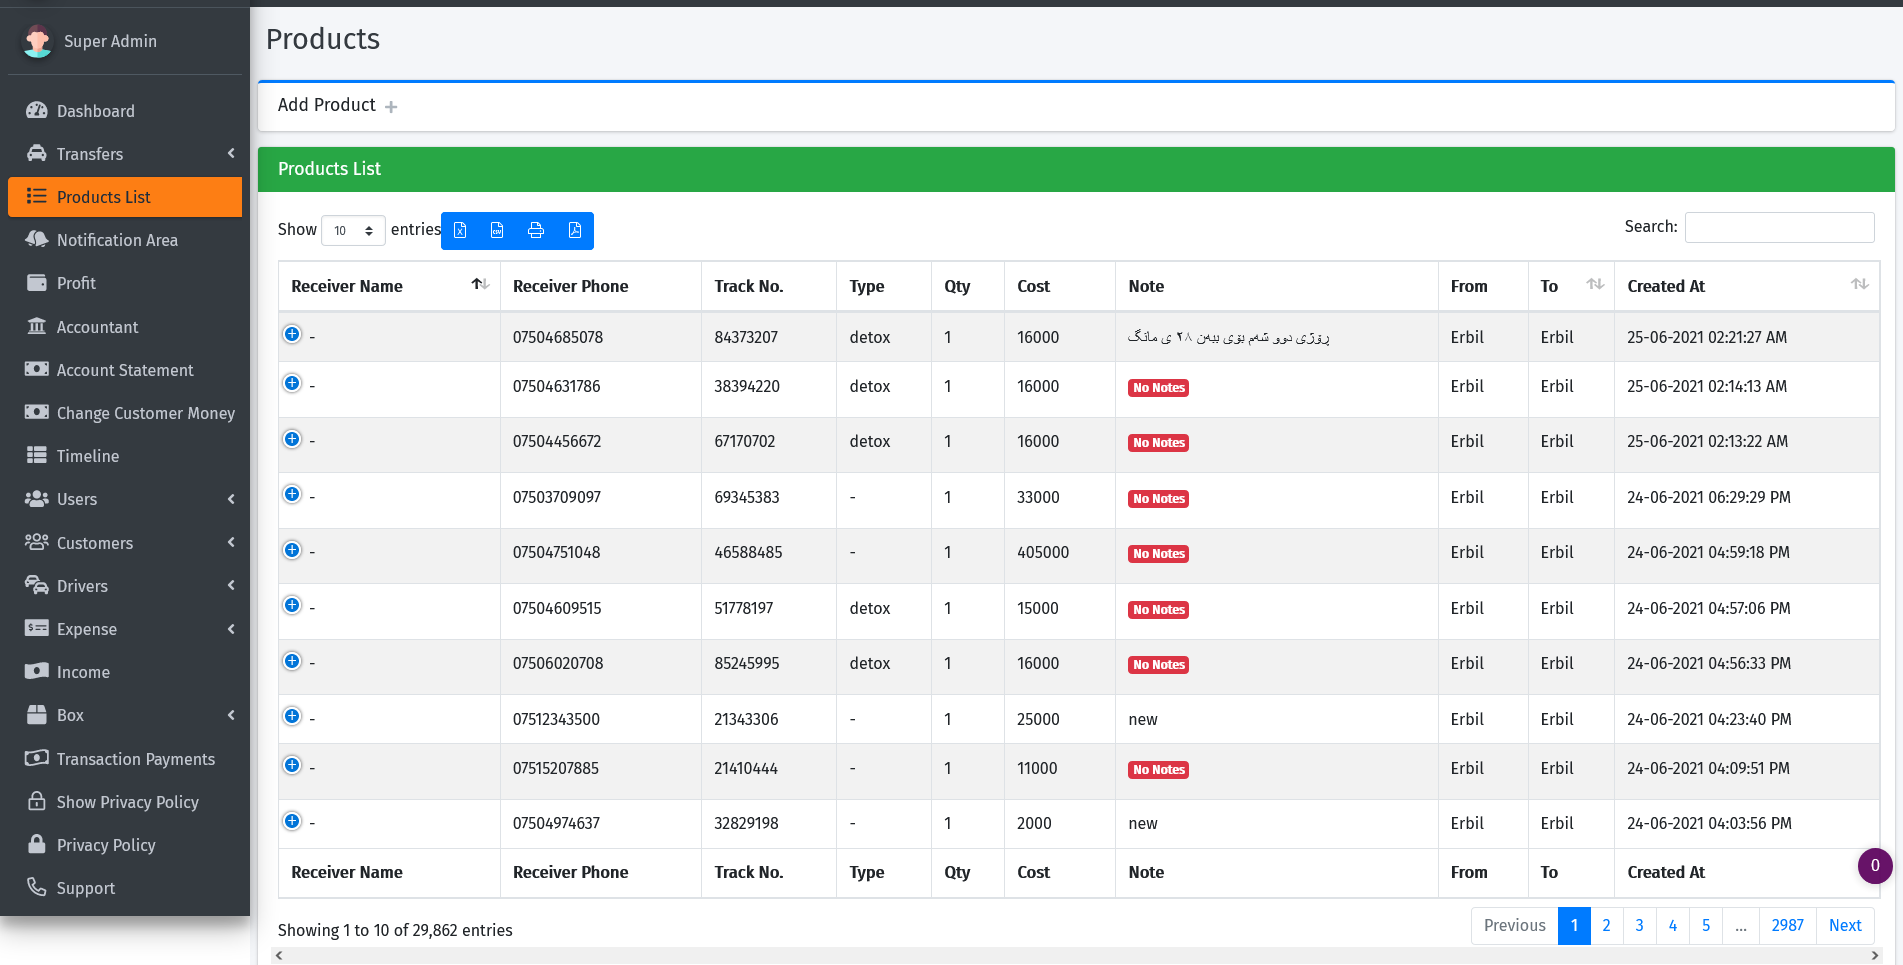 Super Admin
Dashboard
Transfers
Products List
Notification Area
Profit
Accountant
Account Statement
Change Customer Money
Timeline
Users
Customers
Drivers
Expense
Income
Box
Transaction Payments
Show Privacy Policy
Privacy Policy
Support
Products
Add Product
Products List
Show 10 entries
Search:
Receiver Name Receiver Phone Track No. Type Qty Cost Note From To Created At
- 07504685078 84373207 detox 1 16000 ڕۆژی دوو شەم بۆی ببەن ٢٨ ی مانگ Erbil Erbil 25-06-2021 02:21:27 AM
- 07504631786 38394220 detox 1 16000 No Notes Erbil Erbil 25-06-2021 02:14:13 AM
- 07504456672 67170702 detox 1 16000 No Notes Erbil Erbil 25-06-2021 02:13:22 AM
- 07503709097 69345383 - 1 33000 No Notes Erbil Erbil 24-06-2021 06:29:29 PM
- 07504751048 46588485 - 1 405000 No Notes Erbil Erbil 24-06-2021 04:59:18 PM
- 07504609515 51778197 detox 1 15000 No Notes Erbil Erbil 24-06-2021 04:57:06 PM
- 07506020708 85245995 detox 1 16000 No Notes Erbil Erbil 24-06-2021 04:56:33 PM
- 07512343500 21343306 - 1 25000 new Erbil Erbil 24-06-2021 04:23:40 PM
- 07515207885 21410444 - 1 11000 No Notes Erbil Erbil 24-06-2021 04:09:51 PM
- 07504974637 32829198 - 1 2000 new Erbil Erbil 24-06-2021 04:03:56 PM
Receiver Name Receiver Phone Track No. Type Qty Cost Note From To Created At
0
Showing 1 to 10 of 29,862 entries
Previous 1 2 3 4 5 ... 2987 Next